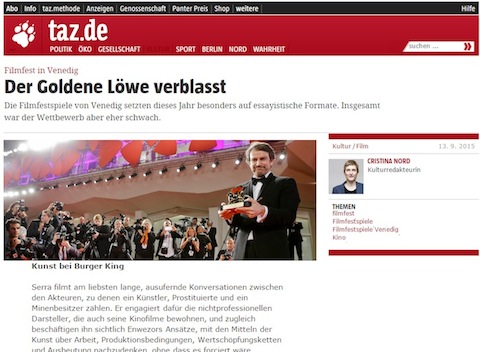 Abo Info taz.methode Anzeigen Genossenschaft Panter Preis Shop weitere Hilfe
taz.de
POLITIK ÖKO GESELLSCHAFT KULTUR SPORT BERLIN NORD WAHRHEIT
suchen ...
Filmfest in Venedig
Der Goldene Löwe verblasst
Die Filmfestspiele von Venedig setzten dieses Jahr besonders auf essayistische Formate. Insgesamt
war der Wettbewerb aber eher schwach.
Kultur / Film 13. 9. 2015
CRISTINA NORD
Kulturredakteurin
THEMEN
filmfest
Filmfestspiele
Filmfestspiele Venedig
Kino
Kunst bei Burger King
Serra filmt am liebsten lange, ausufernde Konversationen zwischen
den Akteuren, zu denen ein Künstler, Prostituierte und ein
Minenbesitzer zählen. Er engagiert dafür die nichtprofessionellen
Darsteller, die auch seine Kinofilme bewohnen, und zugleich
beschäftigen ihn sichtlich Enwezors Ansätze, mit den Mitteln der
Kunst über Arbeit, Produktionsbedingungen, Wertschöpfungsketten
und Ausbeutung nachzudenken, ohne dass es forciert wäre.